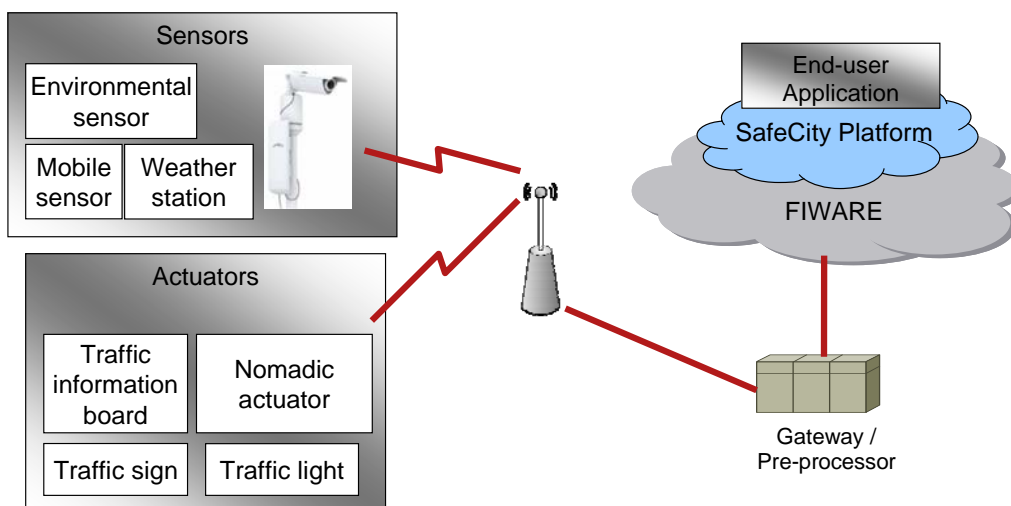 Sensors
Environmental
sensor
Mobile
sensor
Weather
station
Actuators
Traffic
information
board
Nomadic
actuator
Traffic sign
Traffic light
End-user
Application
SafeCity Platform
FIWARE
Gateway /
Pre-processor